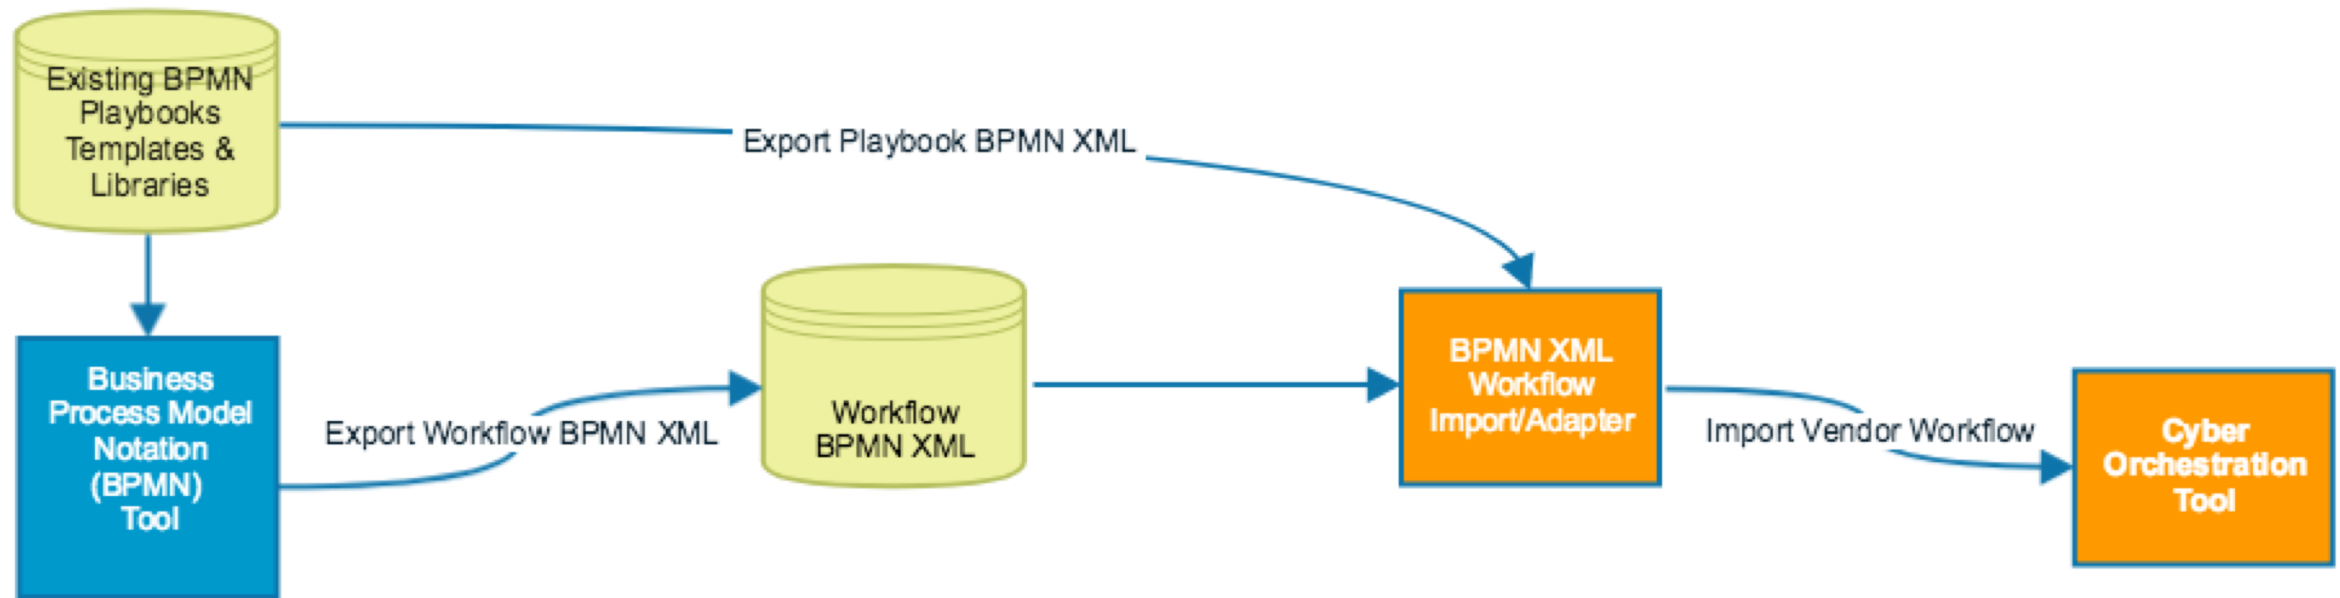 Existing BPMN
Playbooks
Templates &
Libraries
Export Playbook BPMN XML
Business
Process Model
Notation
(BPMN)
Tool
Export Workflow BPMN XML
Workflow
BPMN XML
BPMN XML
Workflow
Import/Adapter
Import Vendor Workflow
Cyber
Orchestration
Tool